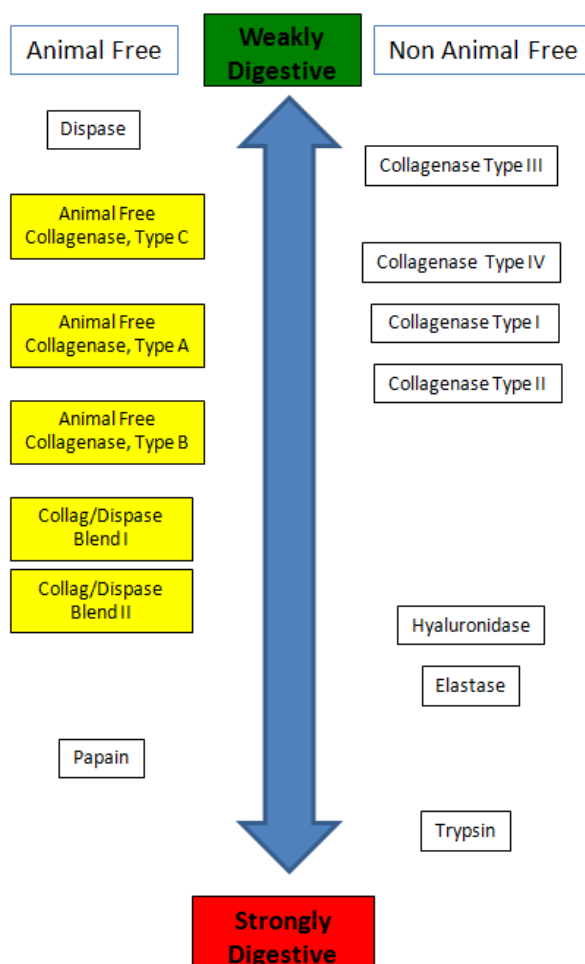 Animal Free
Weakly
Digestive
Non Animal Free
Dispase
Collagenase Type III
Animal Free
Collagenase, Type C
Collagenase Type IV
Animal Free
Collagenase, Type A
Collagenase Type I
Collagenase Type II
Animal Free
Collagenase, Type B
Collag/Dispase
Blend I
Collag/Dispase
Blend II
Hyaluronidase
Elastase
Papain
Trypsin
Strongly
Digestive